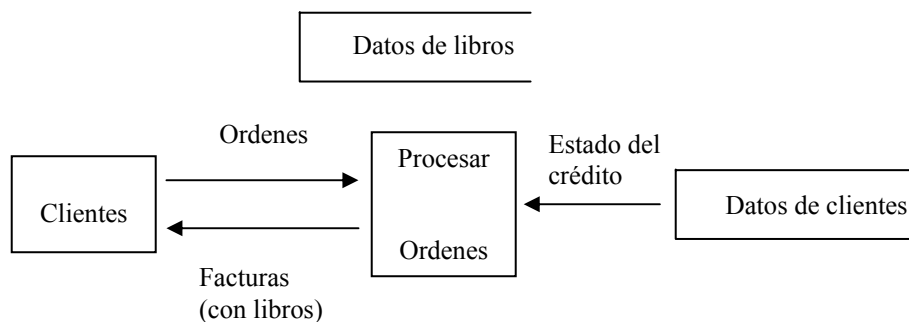 Datos de libros
Ordenes
Procesar
Ordenes
Estado del
crédito
Clientes
Datos de clientes
Facturas
(con libros)